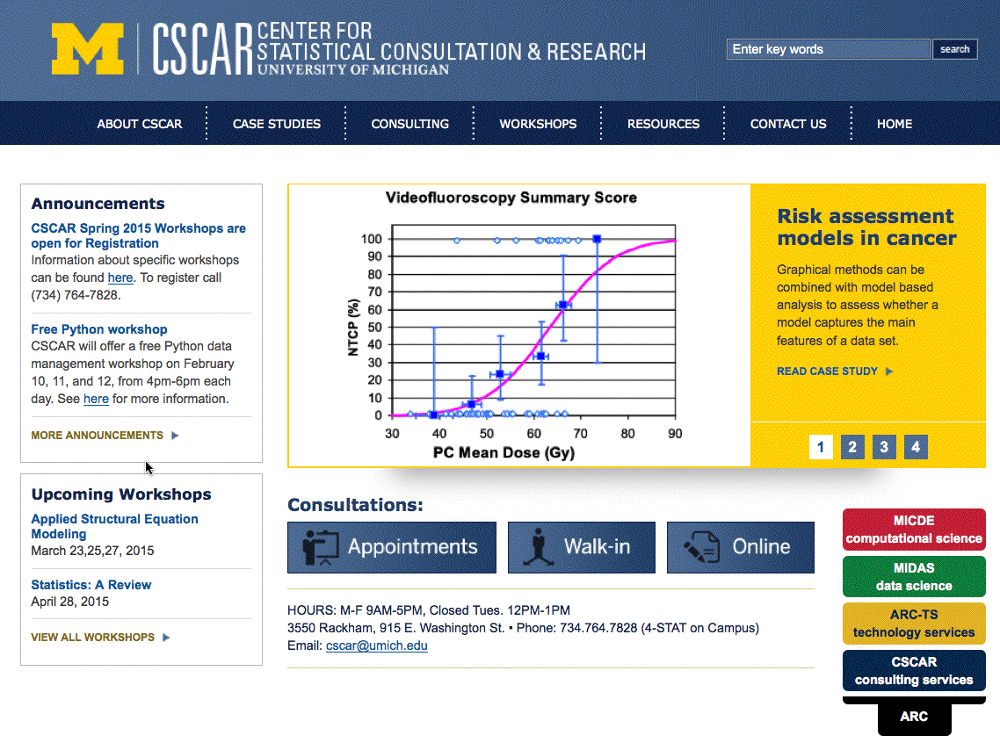 M
CSCAR
CENTER FOR
STATISTICAL CONSULTATION & RESEARCH
UNIVERSITY OF MICHIGAN
Enter key words
search
ABOUT CSCAR
CASE STUDIES
CONSULTING
WORKSHOPS
RESOURCES
CONTACT US
HOME
Announcements
CSCAR Spring 2015 Workshops are
open for Registration
Information about specific workshops
can be found here. To register call
(734) 764-7828.
Free Python workshop
CSCAR will offer a free Python data
management workshop on February
10, 11, and 12, from 4pm-6pm each
day. See here for more information.
MORE ANNOUNCEMENTS
Upcoming Workshops
Applied Structural Equation
Modeling
March 23,25,27, 2015
Statistics: A Review
April 28, 2015
VIEW ALL WORKSHOPS
Videofluoroscopy Summary Score
NTCP (%)
100
90
80
70
60
50
40
30
20
10
0
30 40 50 60 70 80 90
PC Mean Dose (Gy)
Risk assessment
models in cancer
Graphical methods can be
combined with model based
analysis to assess whether a
model captures the main
features of a data set.
READ CASE STUDY
1 2 3 4
Consultations:
Appointments
Walk-in
Online
HOURS: M-F 9AM-5PM, Closed Tues. 12PM-1PM
3550 Rackham, 915 E. Washington St. • Phone: 734.764.7828 (4-STAT on Campus)
Email: cscar@umich.edu
MICDE
computational science
MIDAS
data science
ARC-TS
technology services
CSCAR
consulting services
ARC